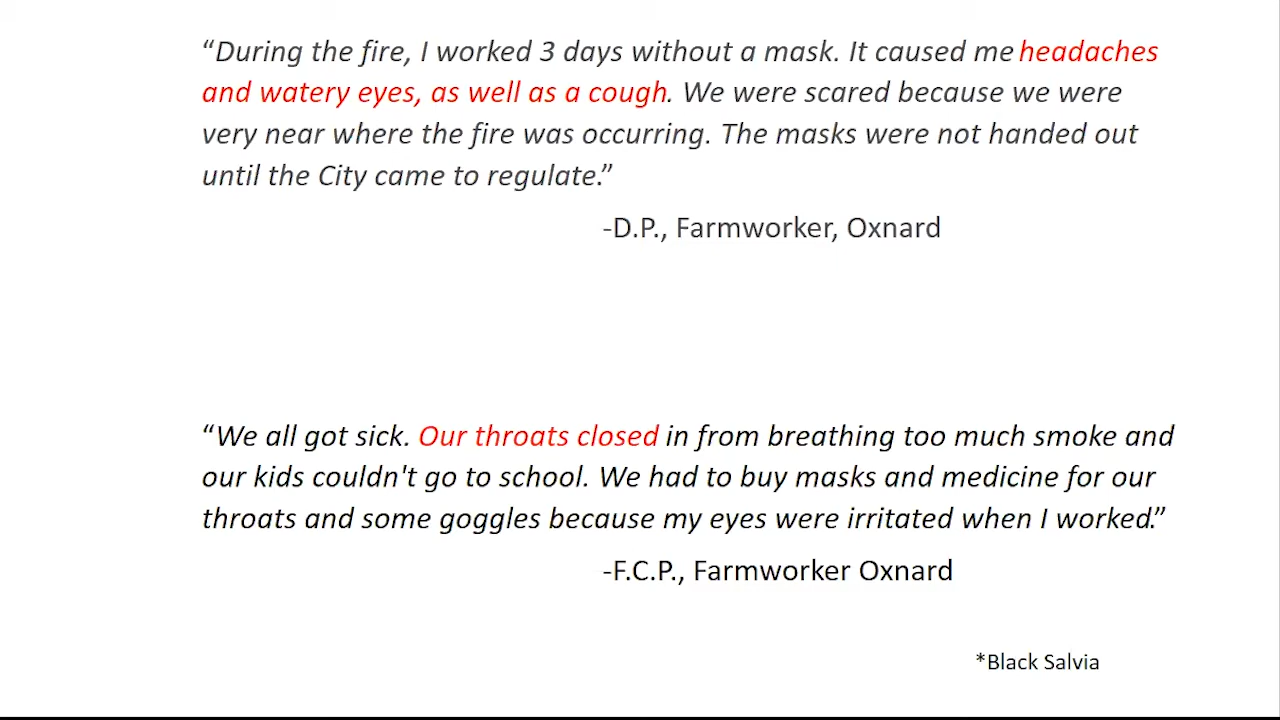 “During the fire, I worked 3 days without a mask. It caused me headaches
and watery eyes, as well as a cough. We were scared because we were
very near where the fire was occurring. The masks were not handed out
until the City came to regulate.”
-D.P., Farmworker, Oxnard
“We all got sick. Our throats closed in from breathing too much smoke and
our kids couldn't go to school. We had to buy masks and medicine for our
throats and some goggles because my eyes were irritated when I worked.”
-F.C.P., Farmworker Oxnard
*Black Salvia